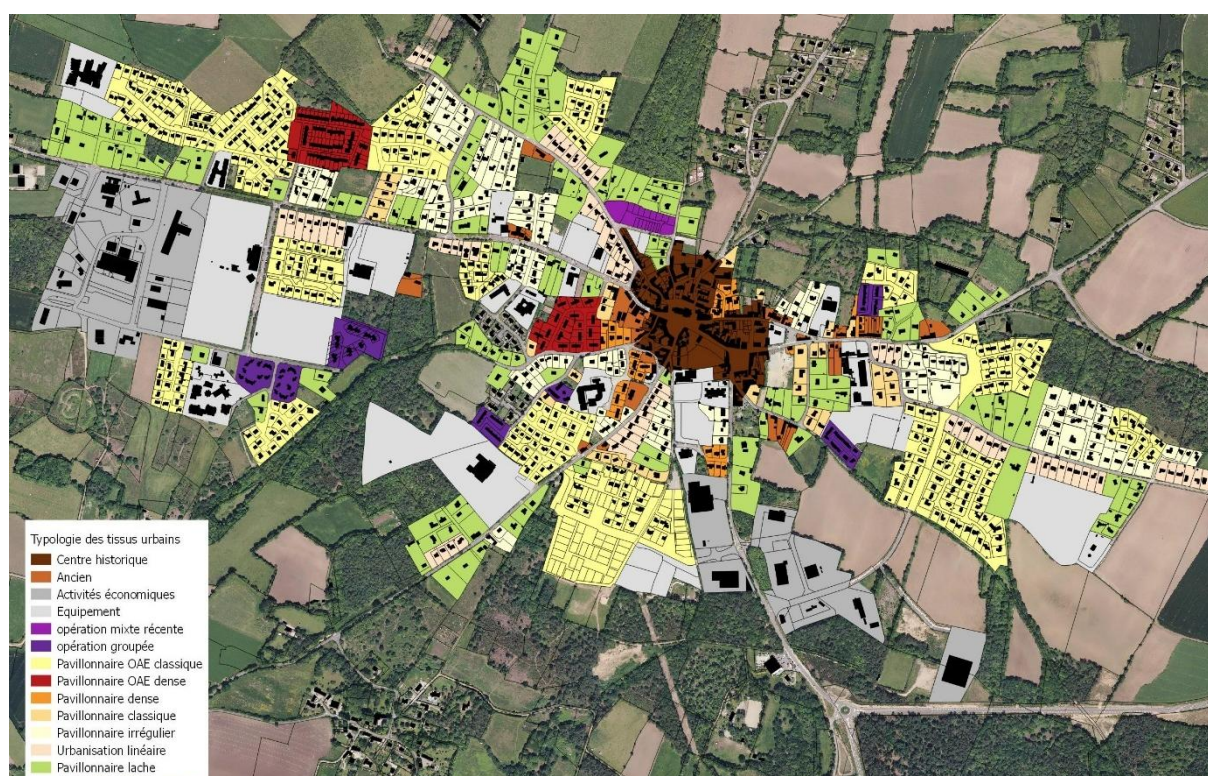 Typologie des tissus urbains
Centre historique
Ancien
Activités économiques
Equipement
opération mixte récente
opération groupée
Pavillonnaire OAE classique
Pavillonnaire OAE dense
Pavillonnaire dense
Pavillonnaire classique
Pavillonnaire irrégulier
Urbanisation linéaire
Pavillonnaire lache